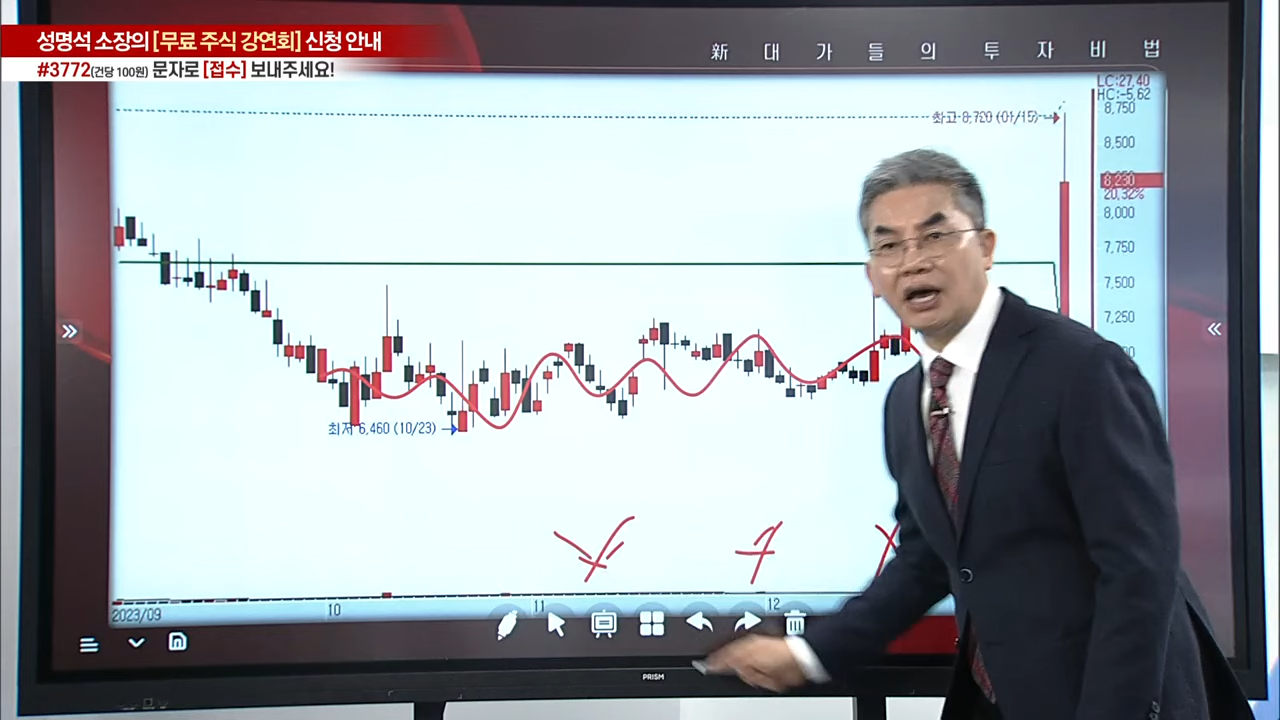 성명석 소장의 [무료 주식 강연회] 신청 안내
#3772(건당 100원) 문자로 [접수] 보내주세요!
新 대가들의 투자비법
LC:27,40
HC:-5,62
8,750
최고 8,720 (01/15)
8,500
8,230
20,32%
8,000
7,750
7,500
7,250
최저 6,460 (10/23)
2023/09
10
11
12
PRISM